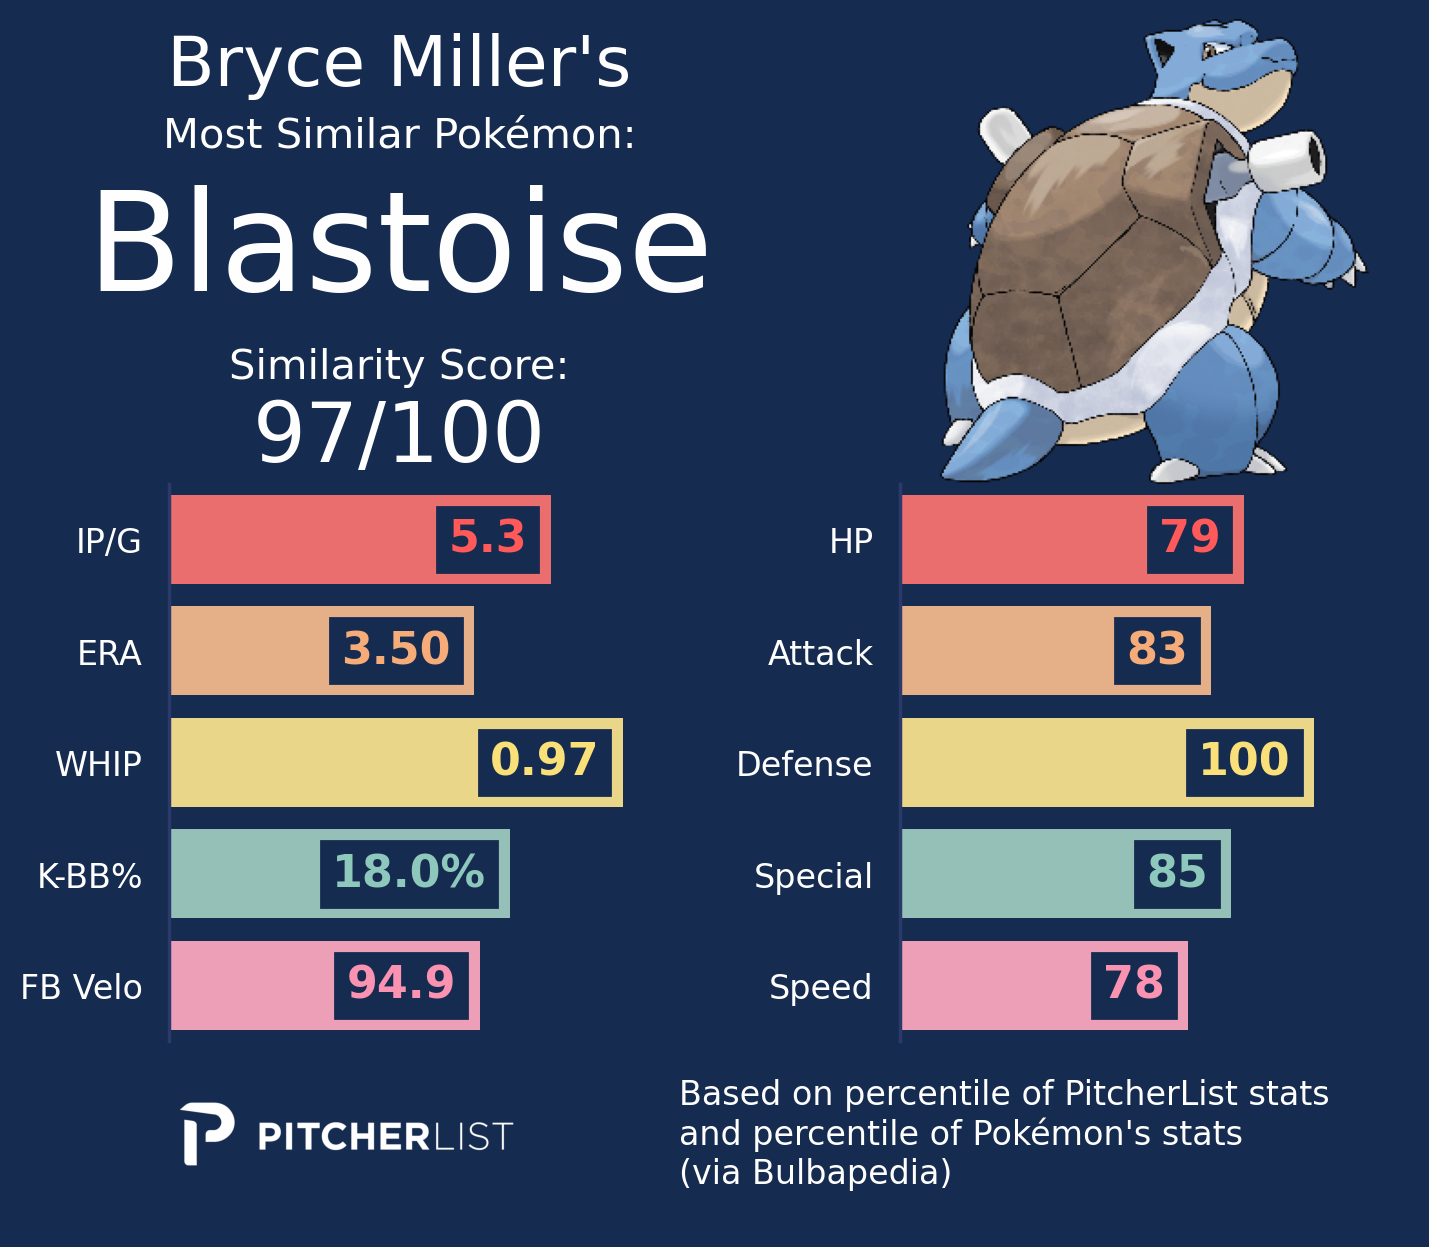 Bryce Miller's
Most Similar Pokémon:
Blastoise
Similarity Score:
97/100
IP/G 5.3
ERA 3.50
WHIP 0.97
K-BB% 18.0%
FB Velo 94.9
HP 79
Attack 83
Defense 100
Special 85
Speed 78
PITCHERLIST
Based on percentile of PitcherList stats
and percentile of Pokémon's stats
(via Bulbapedia)